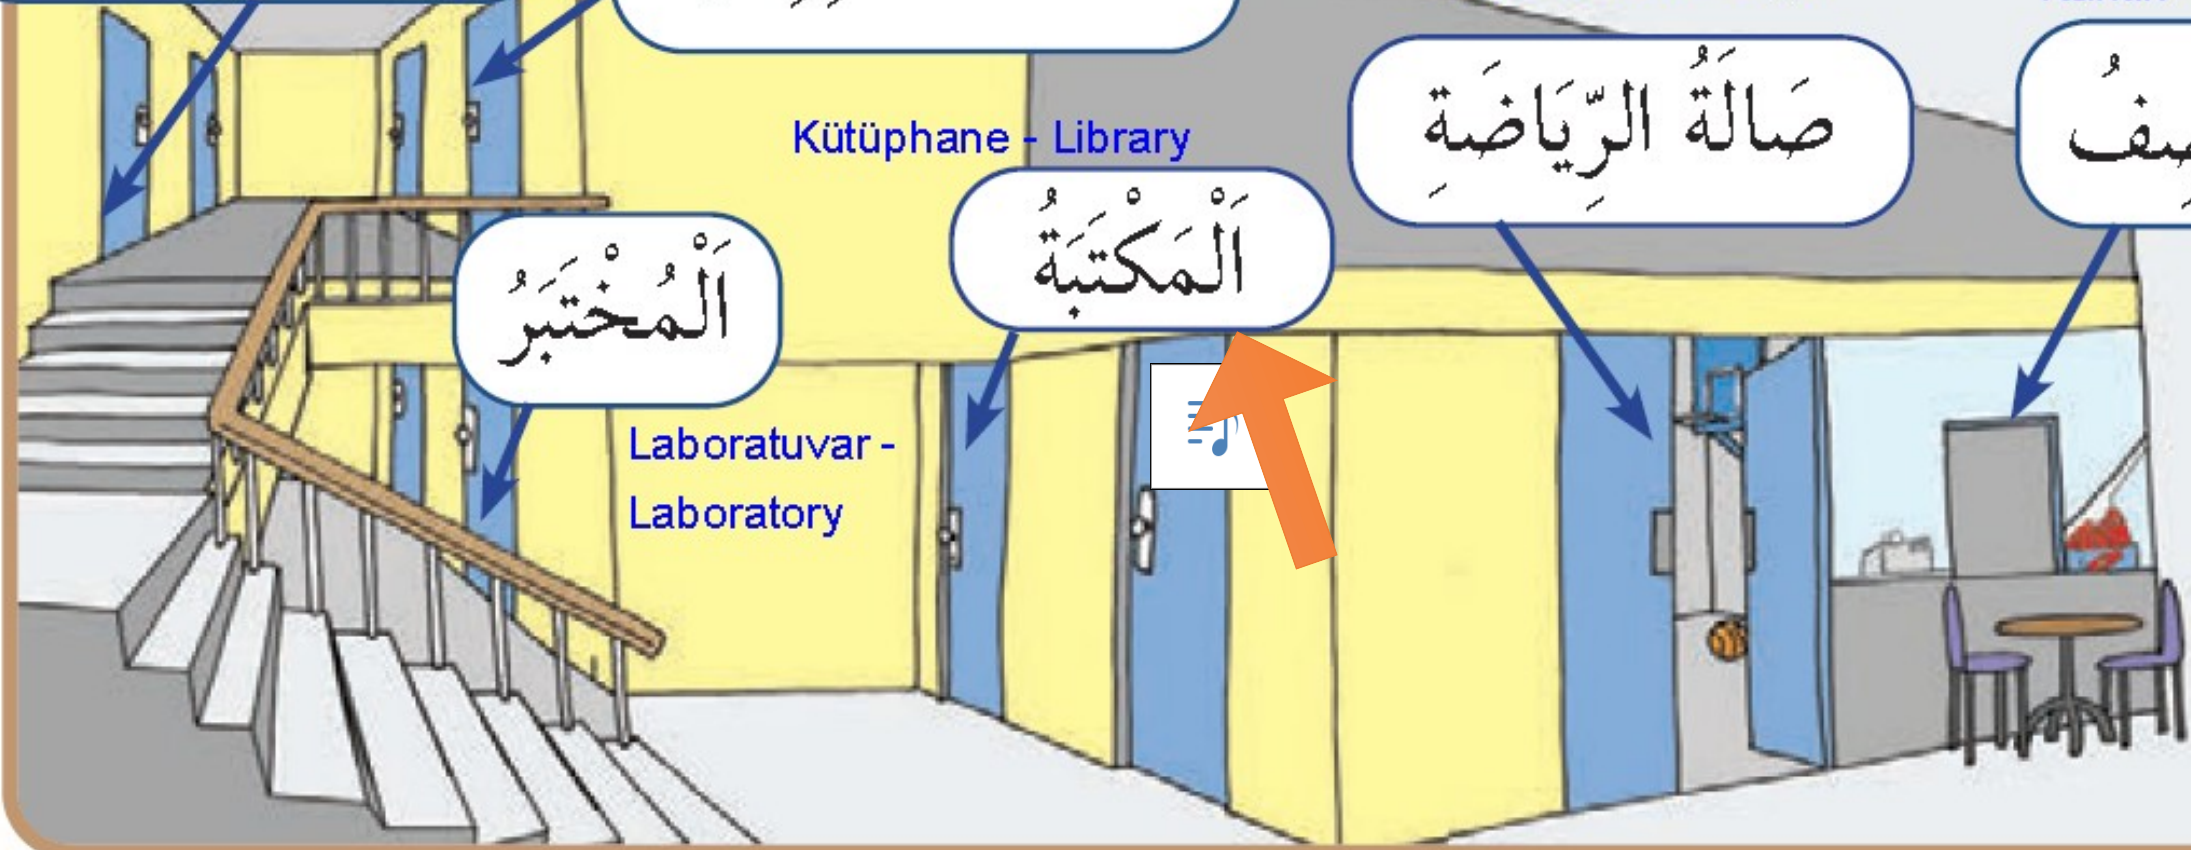 Kütüphane - Library
صَالَةُ الرِّيَاضَةِ
اَلْمَكْتَبَةُ
اَلْمُخْتَبَرُ
Laboratuvar -
Laboratory